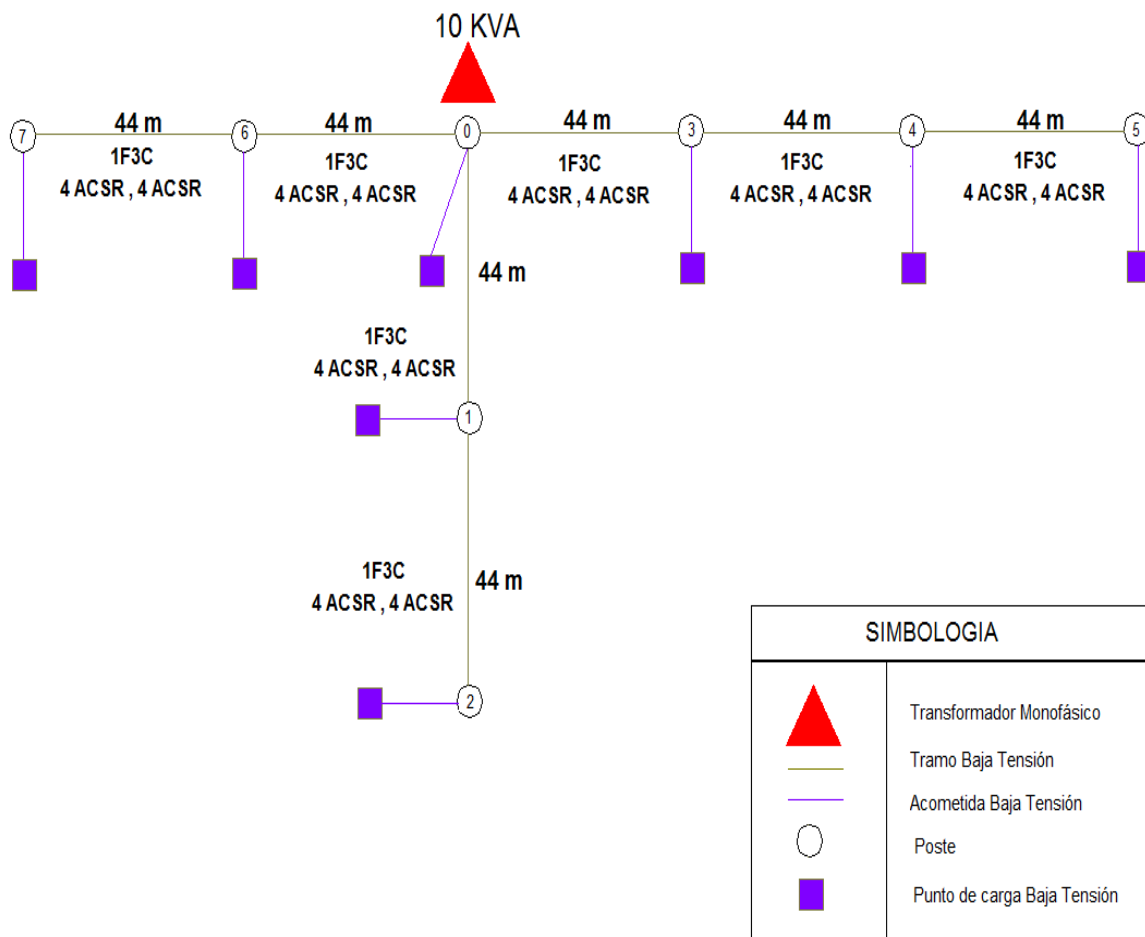 10 KVA
44 m
44 m
44 m
44 m
44 m
7
6
0
3
4
5
1F3C
4 ACSR , 4 ACSR
1F3C
4 ACSR , 4 ACSR
1F3C
4 ACSR , 4 ACSR
1F3C
4 ACSR , 4 ACSR
1F3C
4 ACSR , 4 ACSR
44 m
1F3C
4 ACSR , 4 ACSR
1
1F3C
4 ACSR , 4 ACSR
44 m
2
SIMBOLOGIA
Transformador Monofásico
Tramo Baja Tensión
Acometida Baja Tensión
Poste
Punto de carga Baja Tensión